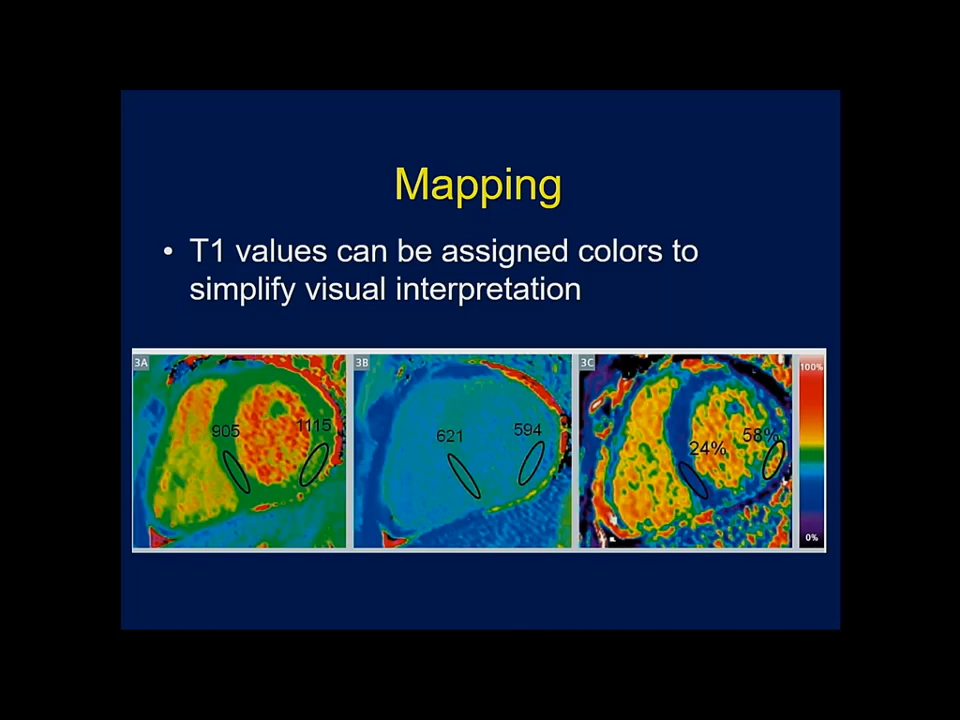 Mapping
• T1 values can be assigned colors to
simplify visual interpretation
3A
905
1115
3B
621
594
3C
24%
58%
100%
0%